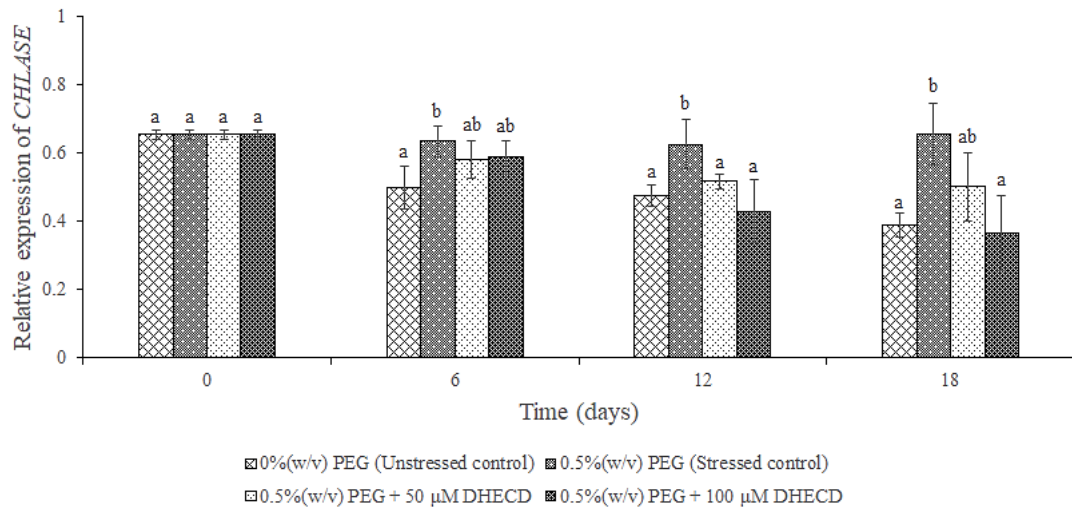 Relative expression of CHLASE
1
0.8
0.6
0.4
0.2
0
a a a a
a b ab ab
a b a a
a b ab a
0 6 12 18
Time (days)
0%(w/v) PEG (Unstressed control) 0.5%(w/v) PEG (Stressed control)
0.5%(w/v) PEG + 50 μM DHECD 0.5%(w/v) PEG + 100 μM DHECD